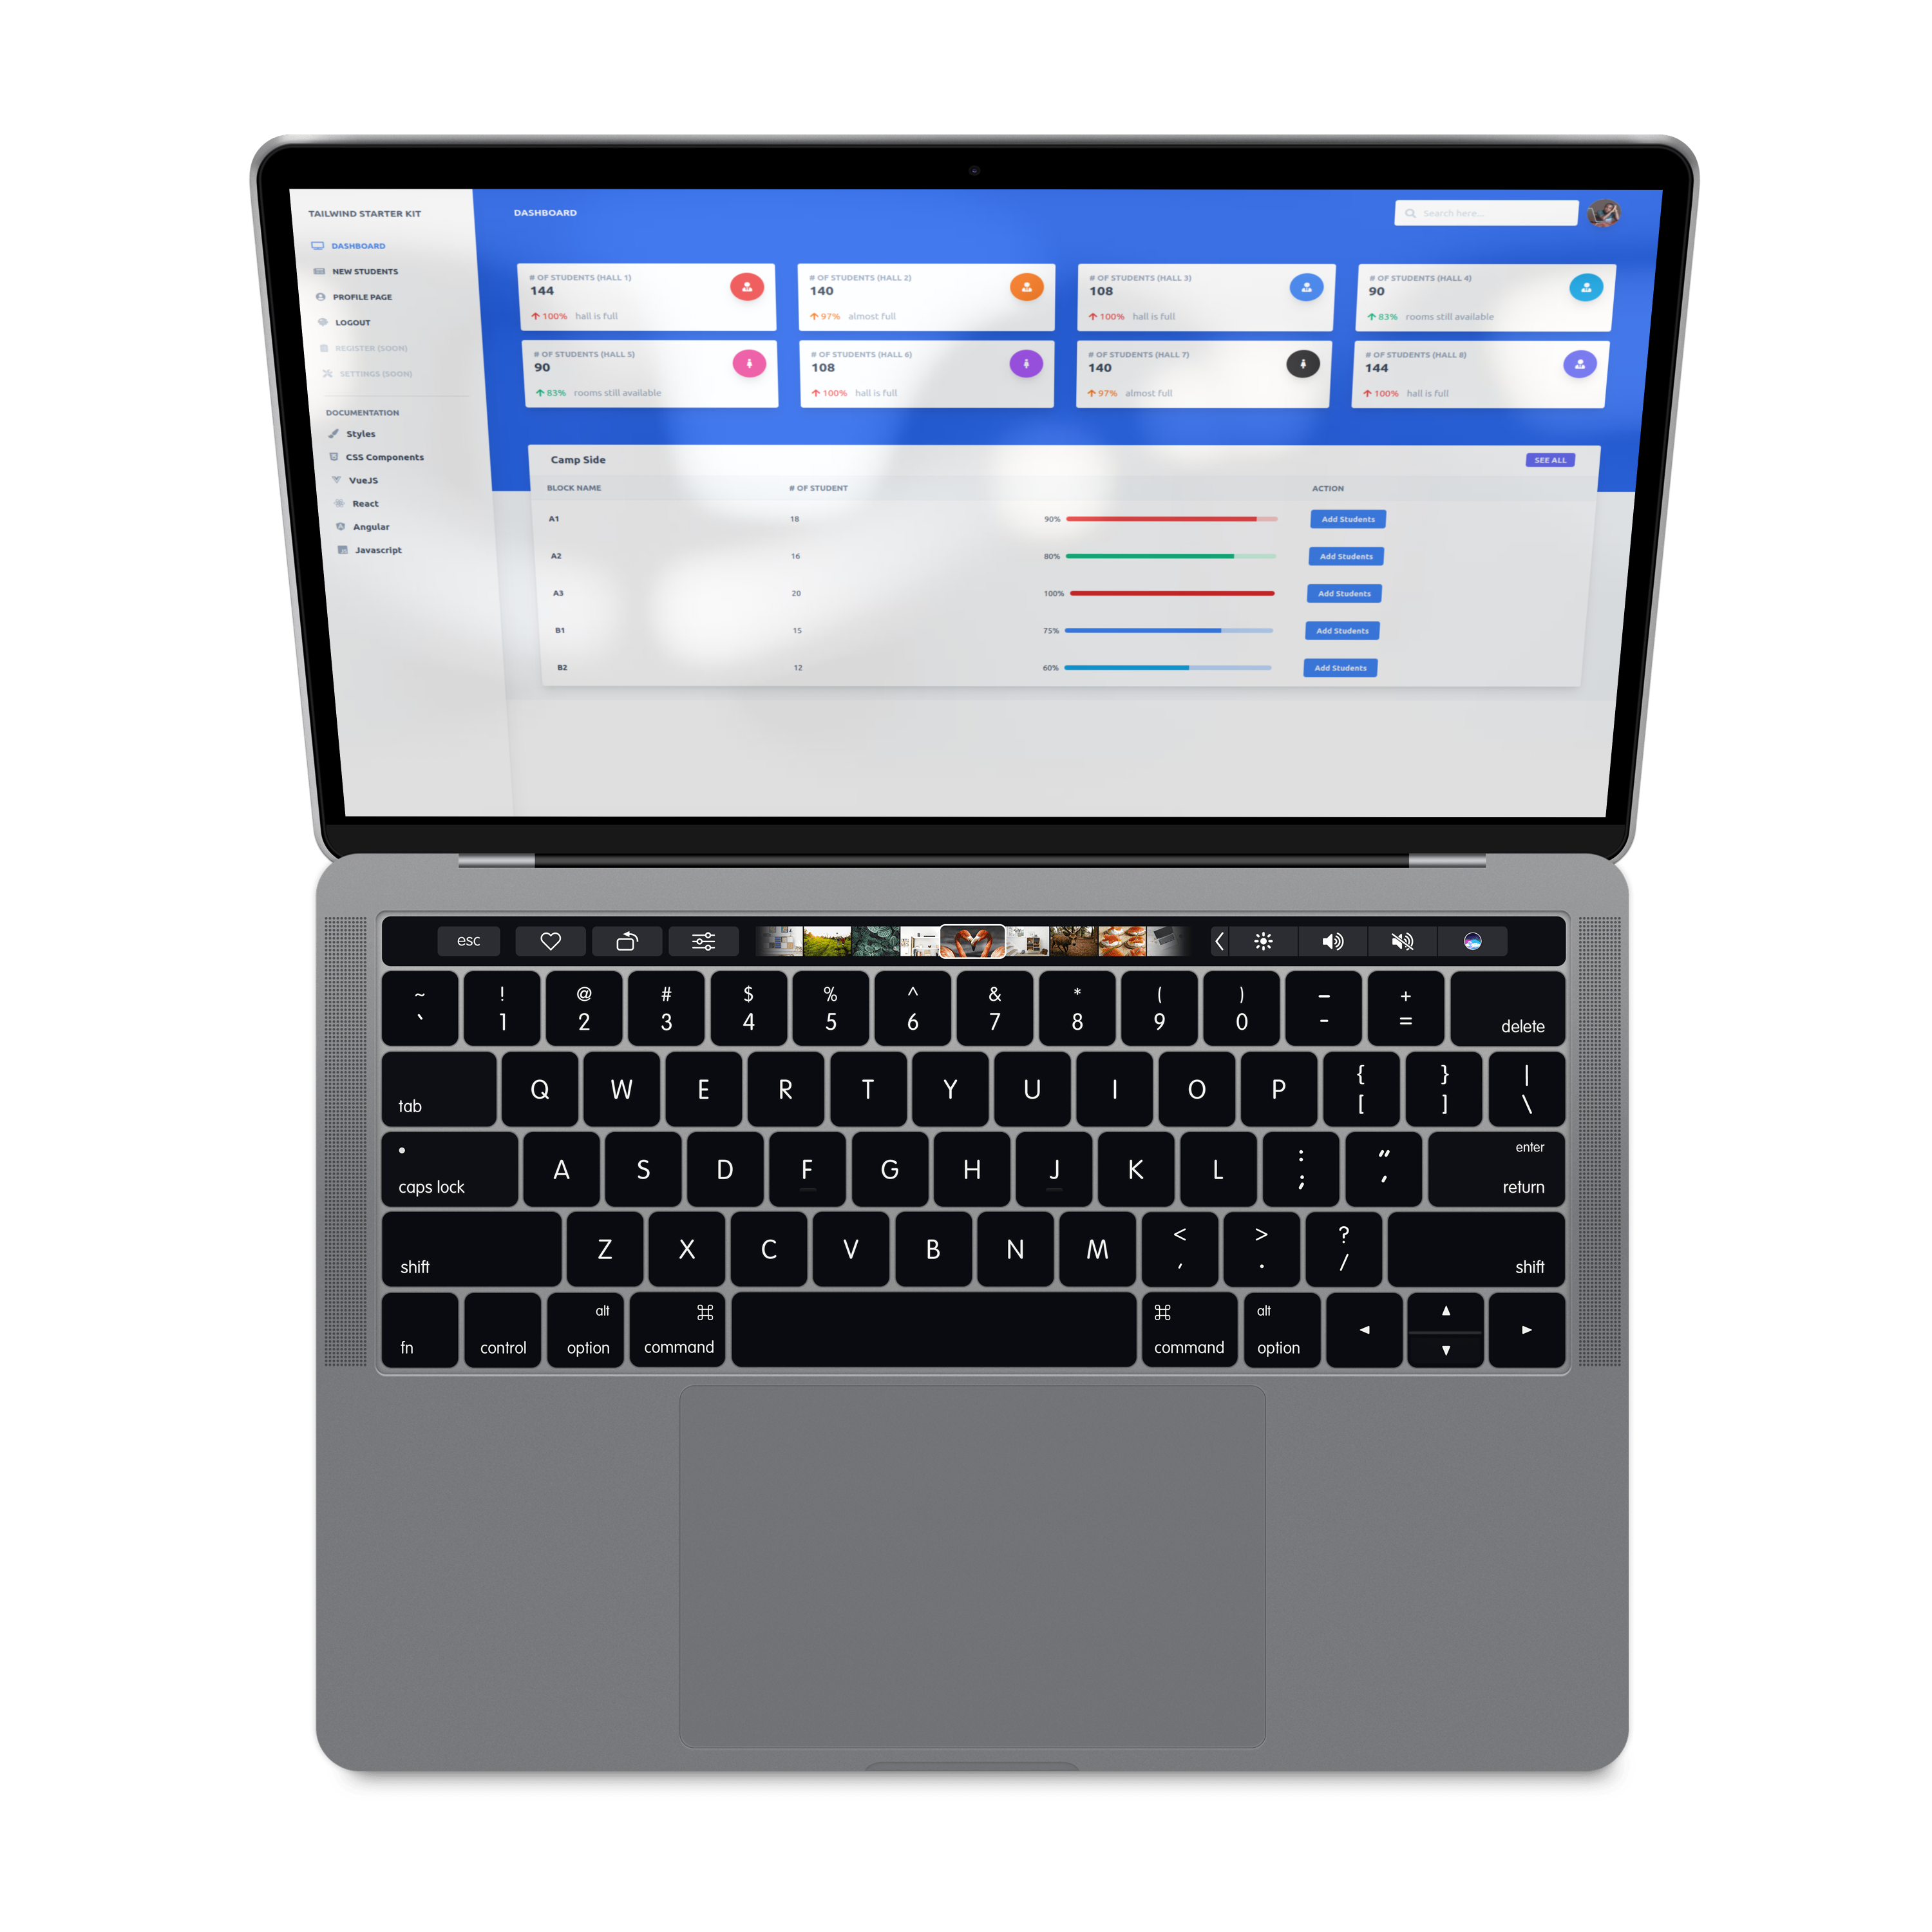 TAILWIND STARTER KIT
DASHBOARD
NEW STUDENTS
PROFILE PAGE
LOGOUT
REGISTER (SOON)
SETTINGS (SOON)
DOCUMENTATION
Styles
CSS Components
VueJS
React
Angular
Javascript
DASHBOARD
Search here...
# OF STUDENTS (HALL 1)
144
100% hall is full
# OF STUDENTS (HALL 2)
140
97% almost full
# OF STUDENTS (HALL 3)
108
100% hall is full
# OF STUDENTS (HALL 4)
90
83% rooms still available
# OF STUDENTS (HALL 5)
90
83% rooms still available
# OF STUDENTS (HALL 6)
108
100% hall is full
# OF STUDENTS (HALL 7)
140
97% almost full
# OF STUDENTS (HALL 8)
144
100% hall is full
Camp Side SEE ALL
BLOCK NAME # OF STUDENT ACTION
A1 18 90% Add Students
A2 16 80% Add Students
A3 20 100% Add Students
B1 15 75% Add Students
B2 12 60% Add Students
esc
~ ! @ # $ % ^ & * ( ) – +
` 1 2 3 4 5 6 7 8 9 0 - = delete
Q W E R T Y U I O P { } |
tab [ ] \
A S D F G H J K L : " enter
caps lock ; ' return
Z X C V B N M < > ?
shift , . / shift
alt ⌘ ⌘ alt
fn control option command command option